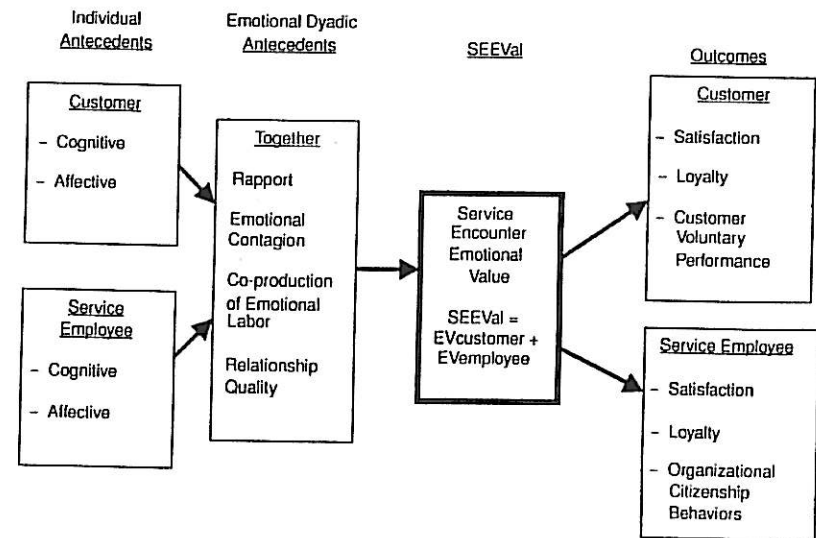 Individual
Antecedents
Emotional Dyadic
Antecedents
SEEVal
Outcomes
Customer
– Cognitive
– Affective
Service
Employee
– Cognitive
– Affective
Together
Rapport
Emotional
Contagion
Co-production
of Emotional
Labor
Relationship
Quality
Service
Encounter
Emotional
Value
SEEVal =
EVcustomer +
EVemployee
Customer
– Satisfaction
– Loyalty
– Customer
Voluntary
Performance
Service Employee
– Satisfaction
– Loyalty
– Organizational
Citizenship
Behaviors